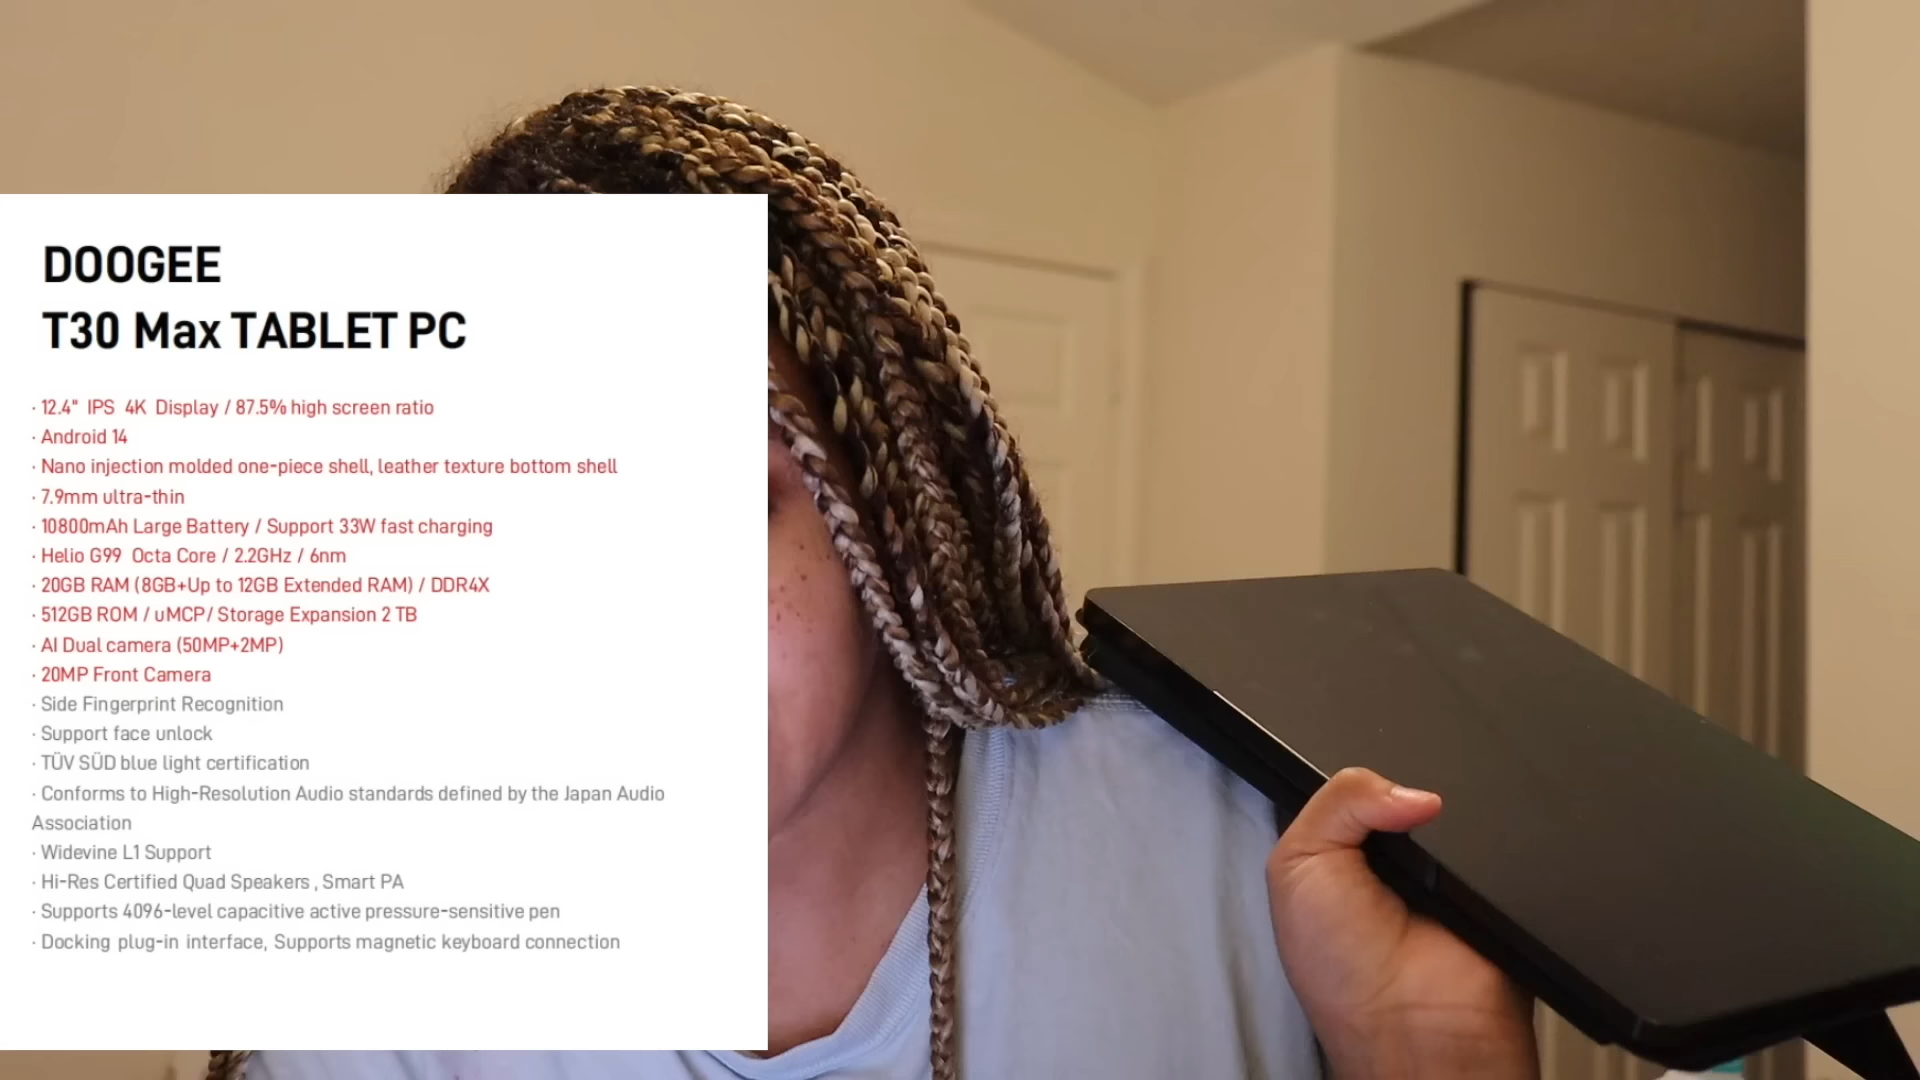 DOOGEE
T30 Max TABLET PC
· 12.4" IPS 4K Display / 87.5% high screen ratio
· Android 14
· Nano injection molded one-piece shell, leather texture bottom shell
· 7.9mm ultra-thin
· 10800mAh Large Battery / Support 33W fast charging
· Helio G99 Octa Core / 2.2GHz / 6nm
· 20GB RAM (8GB+Up to 12GB Extended RAM) / DDR4X
· 512GB ROM / uMCP/ Storage Expansion 2 TB
· AI Dual camera (50MP+2MP)
· 20MP Front Camera
· Side Fingerprint Recognition
· Support face unlock
· TÜV SÜD blue light certification
· Conforms to High-Resolution Audio standards defined by the Japan Audio
Association
· Widevine L1 Support
· Hi-Res Certified Quad Speakers , Smart PA
· Supports 4096-level capacitive active pressure-sensitive pen
· Docking plug-in interface, Supports magnetic keyboard connection